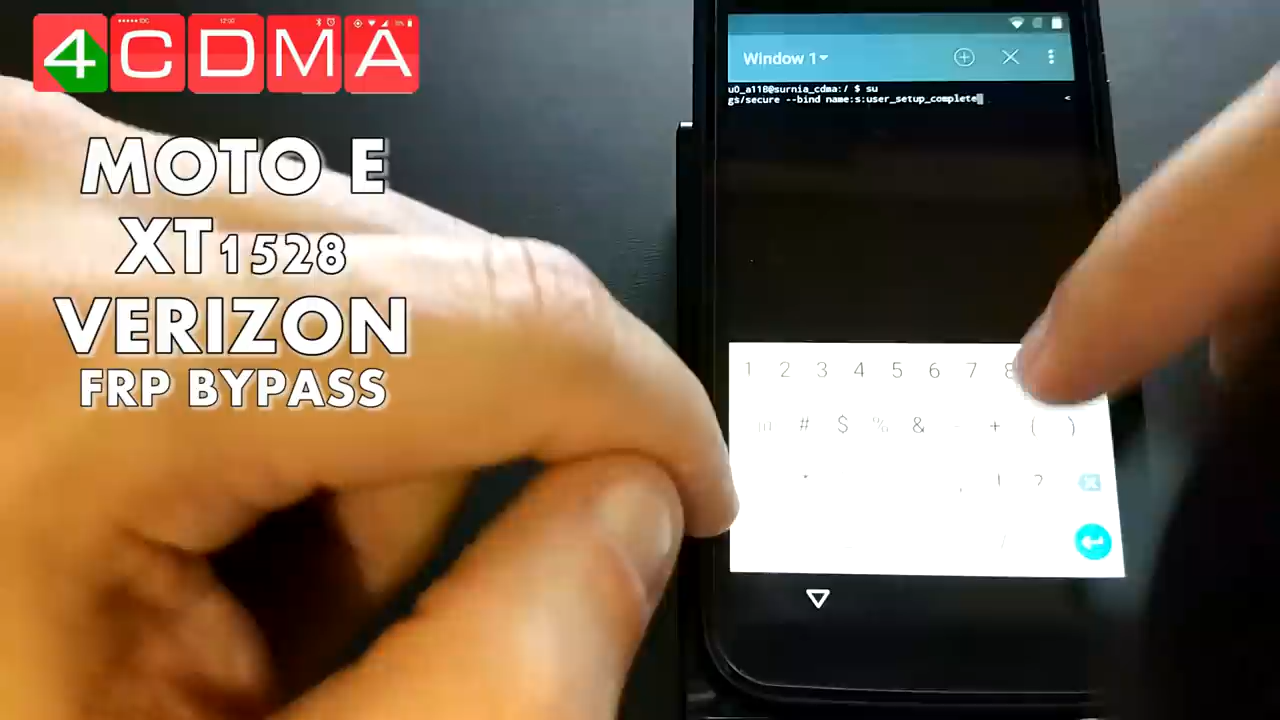 4CDMA
MOTO E
XT1528
VERIZON
FRP BYPASS
Window 1
u0_a118@surnia_cdma:/ $ su
gs/secure --bind name:s:user_setup_complete <
1 2 3 4 5 6 7 8
# $ % & - + ( )
, ! ?
/